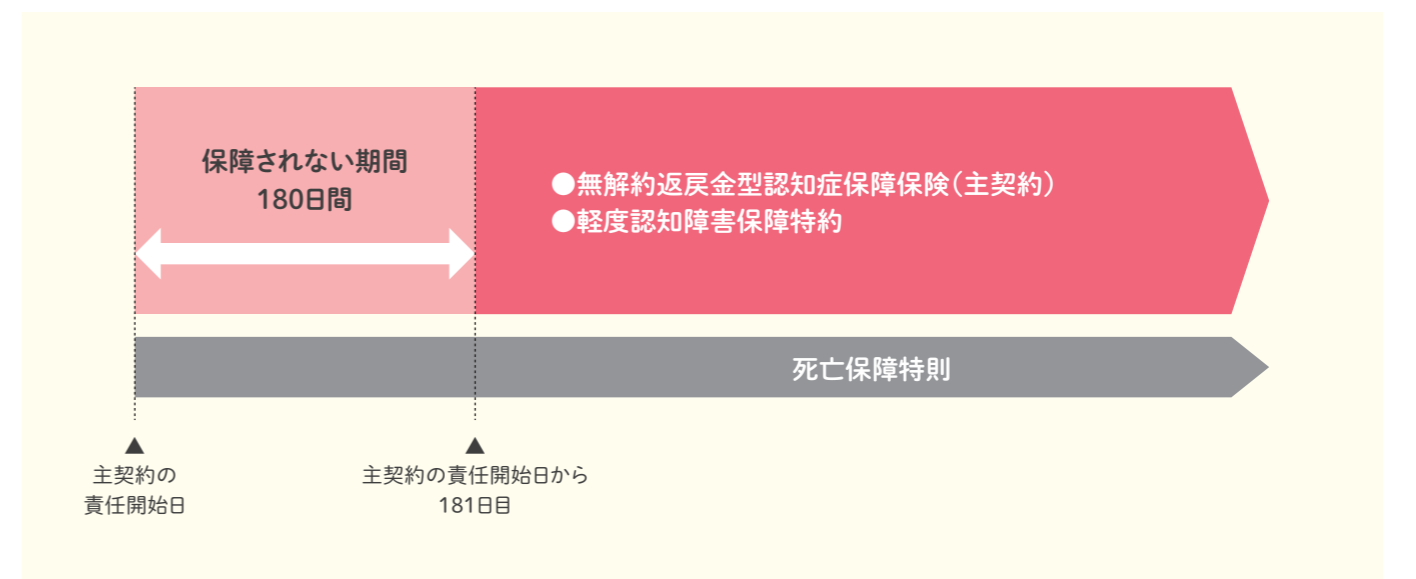 保障されない期間
180日間
●無解約返戻金型認知症保障保険(主契約)
●軽度認知障害保障特約
死亡保障特則
▲
主契約の
責任開始日
▲
主契約の責任開始日から
181日目